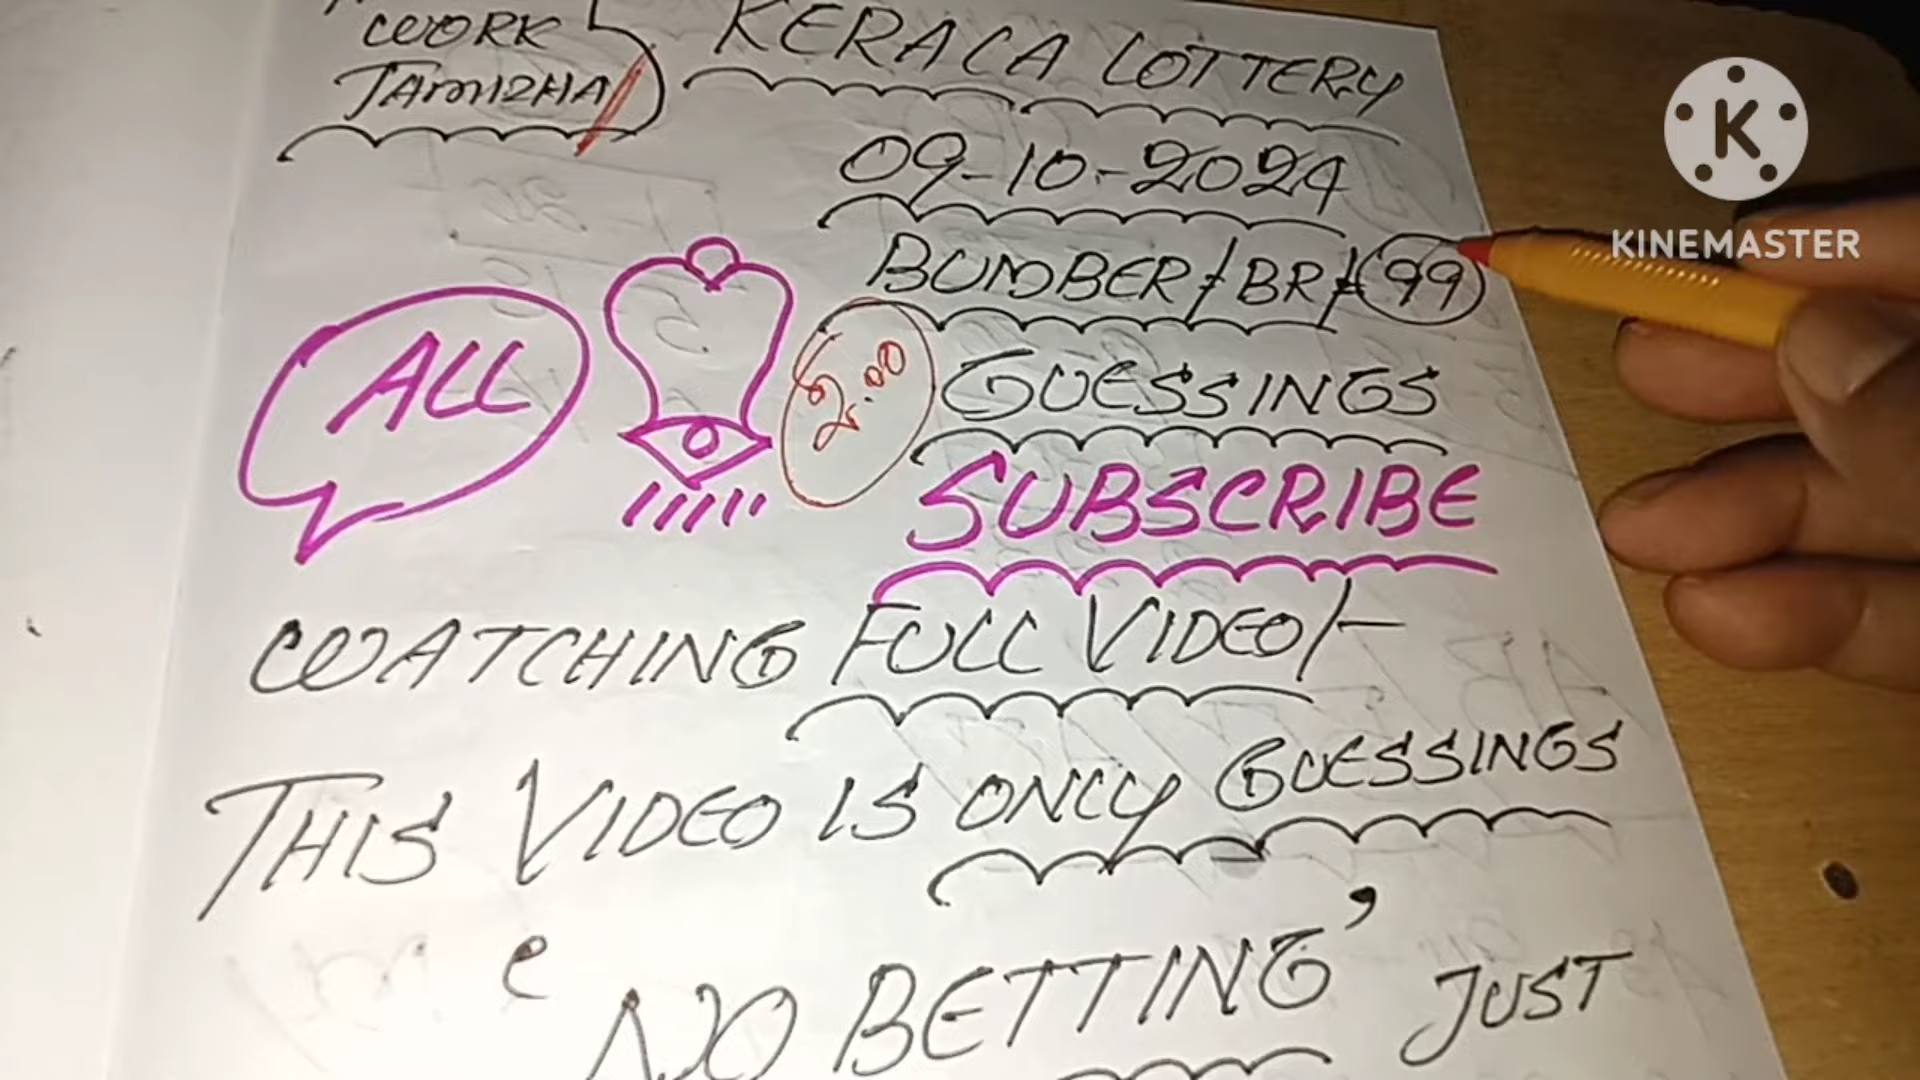 WORK
TAMIZHA
KERALA LOTTERY
09-10-2024
BUMBER/BR/(99)
ALL
2.00
GUESSINGS
SUBSCRIBE
WATCHING FULL VIDEO/-
THIS VIDEO IS ONLY GUESSINGS
'NO BETTING' JUST
K
KINEMASTER